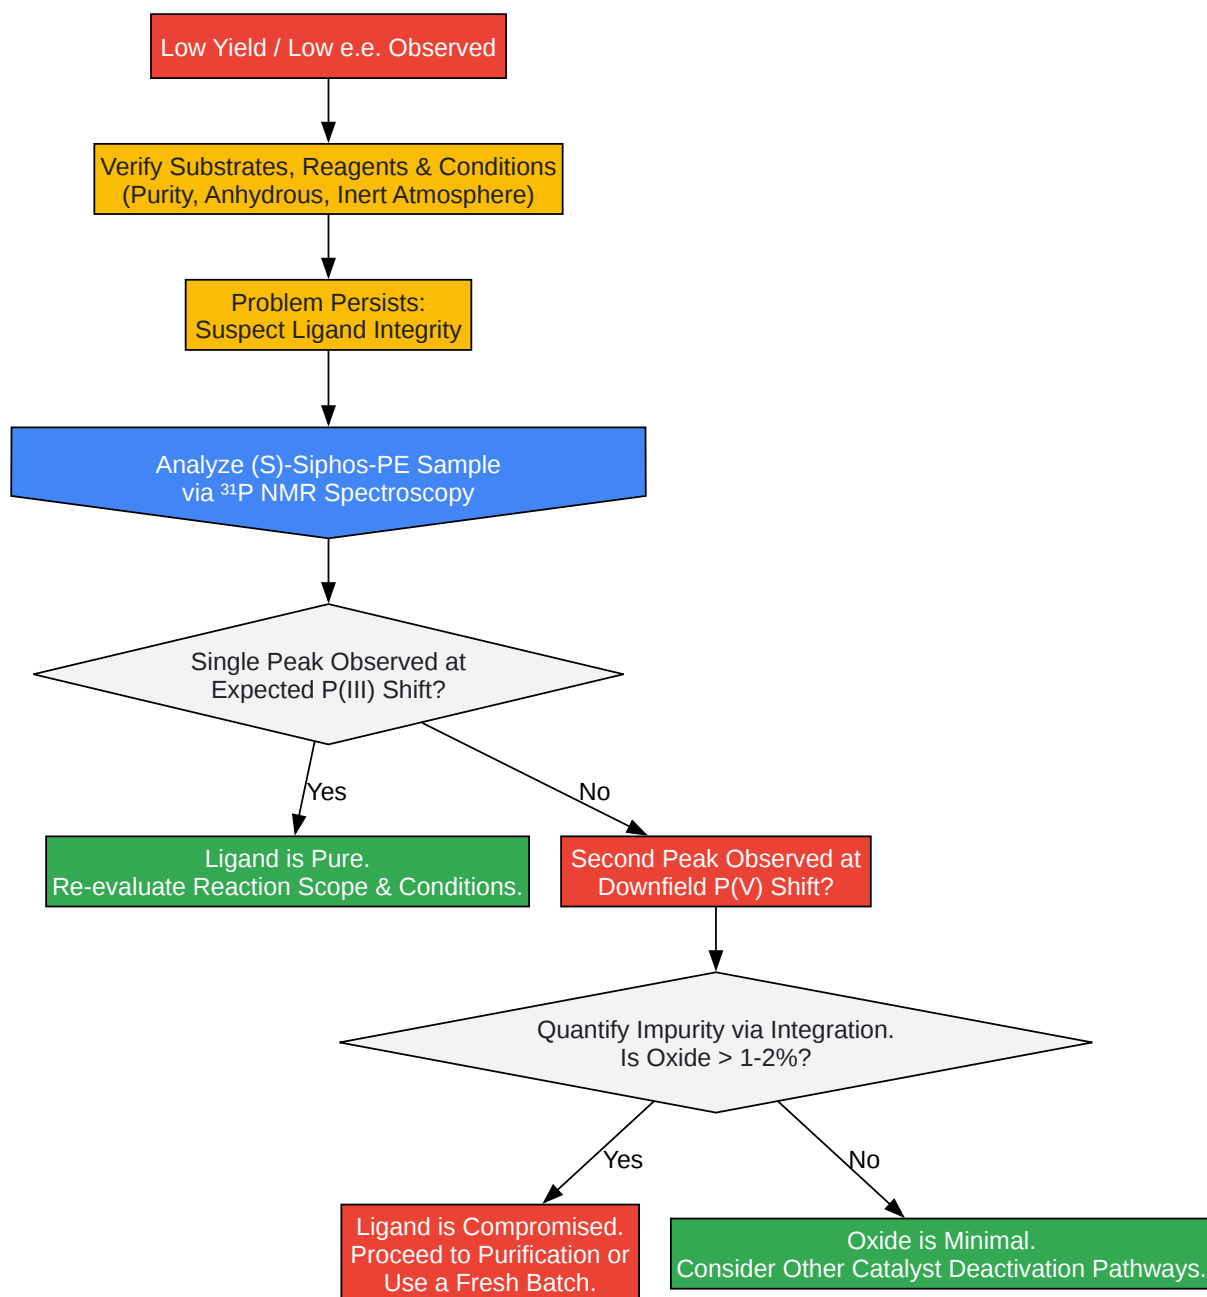 Low Yield / Low e.e. Observed
Verify Substrates, Reagents & Conditions
(Purity, Anhydrous, Inert Atmosphere)
Problem Persists:
Suspect Ligand Integrity
Analyze (S)-Siphos-PE Sample
via ³¹P NMR Spectroscopy
Single Peak Observed at
Expected P(III) Shift?
Yes
No
Ligand is Pure.
Re-evaluate Reaction Scope & Conditions.
Second Peak Observed at
Downfield P(V) Shift?
Quantify Impurity via Integration.
Is Oxide > 1-2%?
Yes
No
Ligand is Compromised.
Proceed to Purification or
Use a Fresh Batch.
Oxide is Minimal.
Consider Other Catalyst Deactivation Pathways.